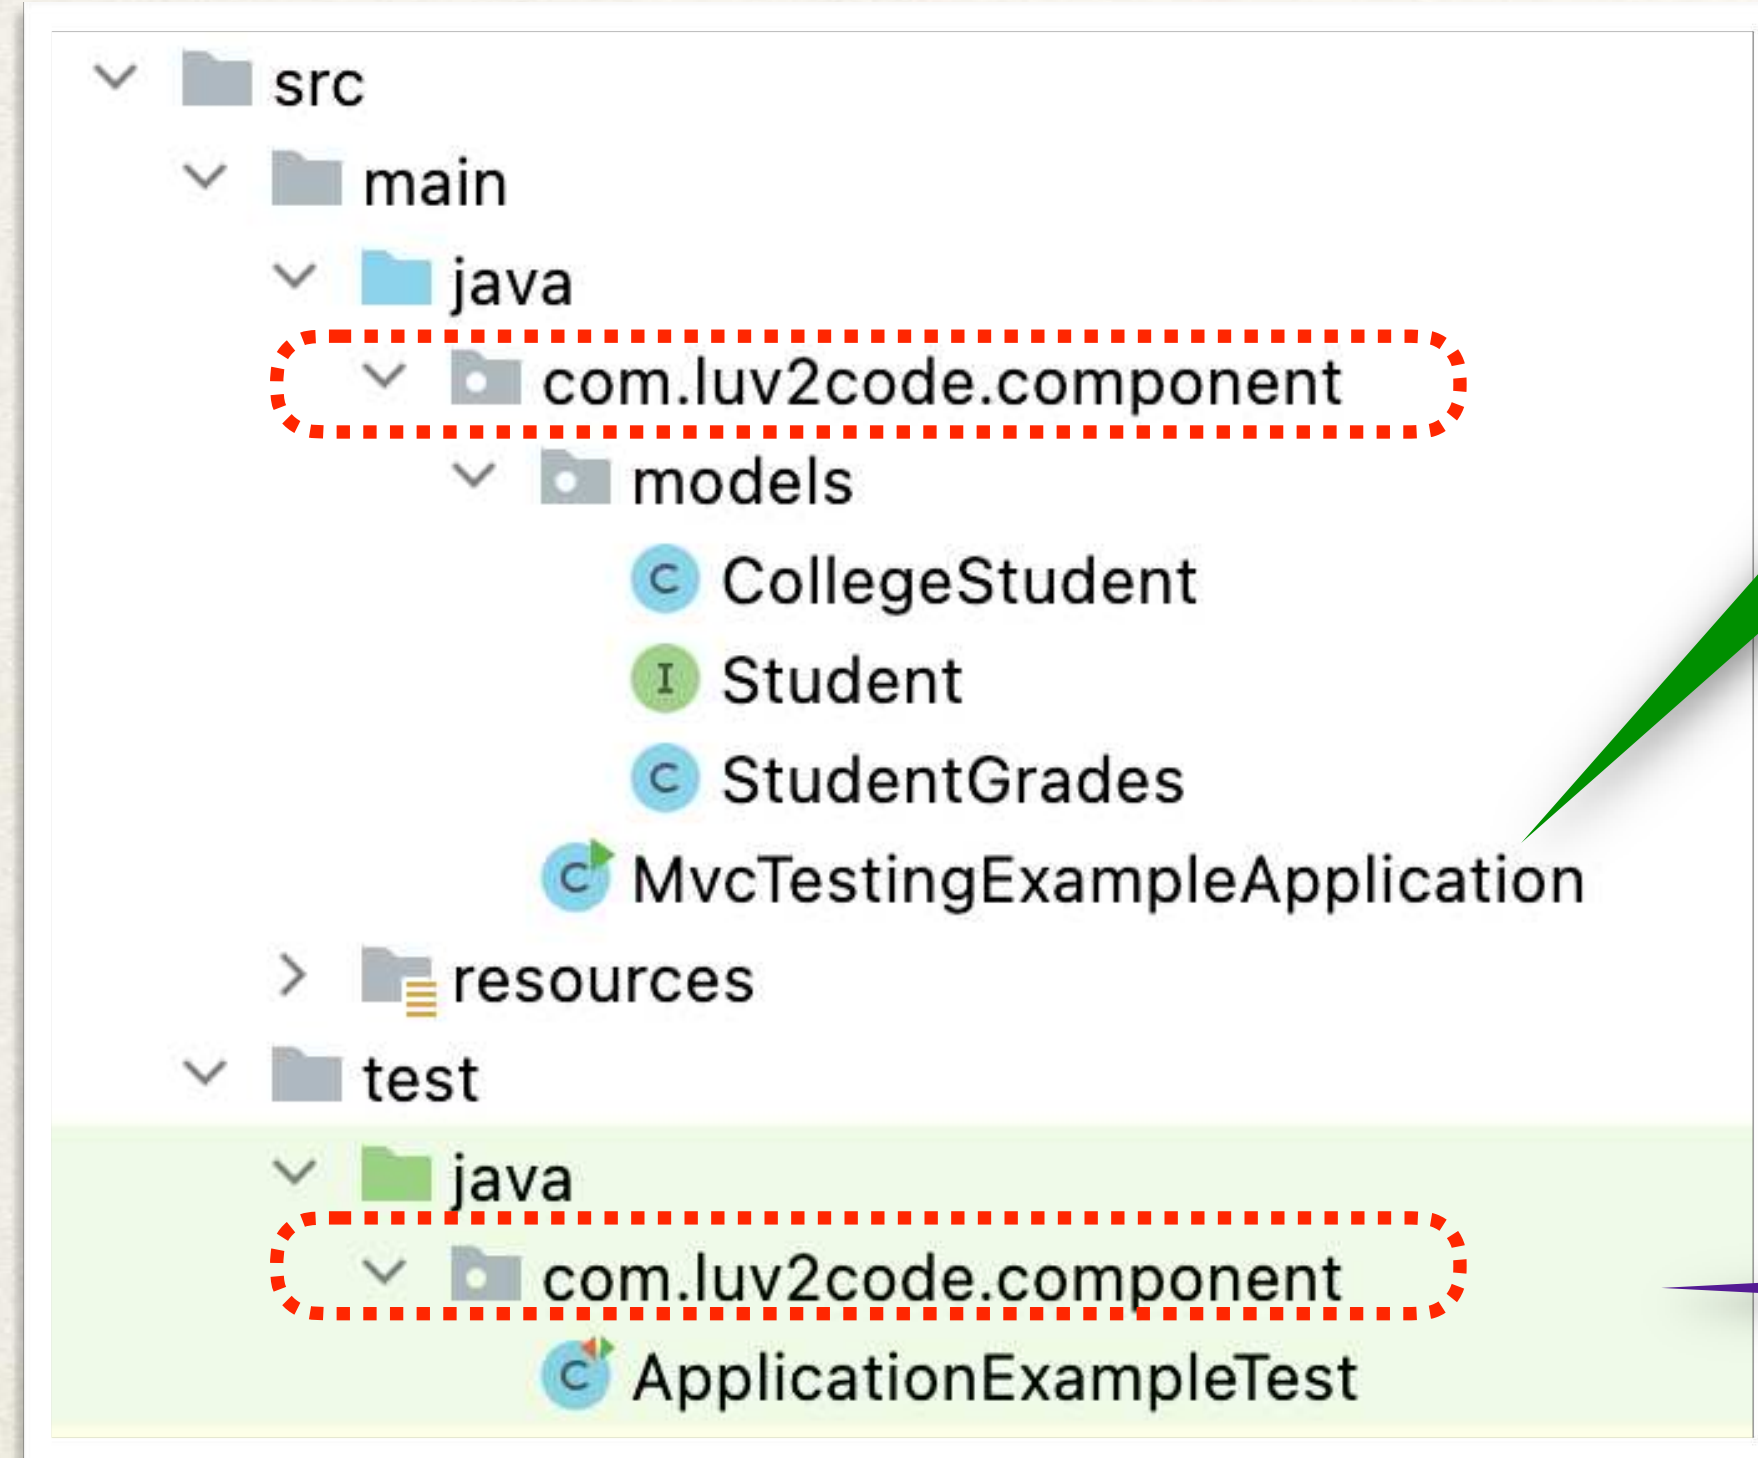 src
main
java
com.luv2code.component
models
C CollegeStudent
I Student
C StudentGrades
C MvcTestingExampleApplication
resources
test
java
com.luv2code.component
C ApplicationExampleTest